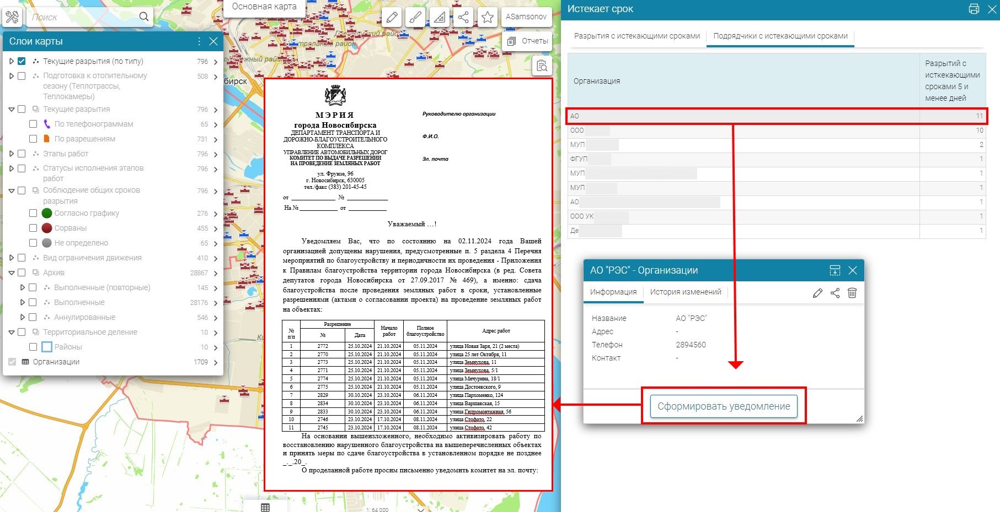 Поиск
Основная карта
ASamsonov
Отчеты
Слои карты
Текущие разрытия (по типу) 796
Подготовка к отопительному 508
сезону (Теплотрассы,
Теплокамеры)
Текущие разрытия 796
По телефонограммам 65
По разрешениям 731
Этапы работ 796
Статусы исполнения этапов 796
работ
Соблюдение общих сроков 796
разрытия
Согласно графику 276
Сорваны 455
Не определено 65
Вид ограничения движения 410
Архив 28867
Выполненные (повторные) 145
Выполненные 28176
Аннулированные 546
Территориальное деление 10
Районы 10
Организации 1709
бирск
МЭРИЯ
города Новосибирска
ДЕПАРТАМЕНТ ТРАНСПОРТА И
ДОРОЖНО-БЛАГОУСТРОИТЕЛЬНОГО
КОМПЛЕКСА
УПРАВЛЕНИЕ АВТОМОБИЛЬНЫХ ДОРОГ
КОМИТЕТ ПО ВЫДАЧЕ РАЗРЕШЕНИЙ
НА ПРОВЕДЕНИЕ ЗЕМЛЯНЫХ РАБОТ
ул. Фрунзе, 96
г. Новосибирск, 630005
тел./факс (383) 201-45-45
от ______________ № ______________
На № ____________ от ____________
Руководителю организации
Ф.И.О.
Эл. почта
Уважаемый …!
Уведомляем Вас, что по состоянию на 02.11.2024 года Вашей
организацией допущены нарушения, предусмотренные п. 5 раздела 4 Перечня
мероприятий по благоустройству и периодичности их проведения - Приложения
к Правилам благоустройства территории города Новосибирска (в ред. Совета
депутатов города Новосибирска от 27.09.2017 № 469), а именно: сдача
благоустройства после проведения земляных работ в сроки, установленные
разрешениями (актами о согласовании проекта) на проведение земляных работ
на объектах:
№ п/п Разрешение № Дата Начало работ Полное благоустройство Адрес работ
1 2772 25.10.2024 21.10.2024 05.11.2024 улица Новая Заря, 21 (2 места)
2 2770 25.10.2024 21.10.2024 05.11.2024 улица 25 лет Октября, 11
3 2773 25.10.2024 21.10.2024 05.11.2024 улица Земнухова, 11
4 2771 25.10.2024 21.10.2024 05.11.2024 улица Земнухова, 5/1
5 2774 25.10.2024 21.10.2024 05.11.2024 улица Мичурина, 18/1
6 2775 25.10.2024 21.10.2024 05.11.2024 улица Достоевского, 9
7 2829 30.10.2024 23.10.2024 06.11.2024 улица Пархоменко, 124
8 2834 30.10.2024 23.10.2024 06.11.2024 улица Варшавская, 15
9 2833 30.10.2024 23.10.2024 06.11.2024 улица Гидромонтажная, 56
10 2746 23.10.2024 17.10.2024 08.11.2024 улица Стофато, 22
11 2745 23.10.2024 17.10.2024 08.11.2024 улица Стофато, 42
На основании вышеизложенного, необходимо активизировать работу по
восстановлению нарушенного благоустройства на вышеперечисленных объектах
и принять меры по сдаче благоустройства в установленном порядке не позднее
_._.20_.
О проделанной работе просим письменно уведомить комитет на эл. почту:
1: 64 000
Истекает срок
Разрытия с истекающими сроками
Подрядчики с истекающими сроками
Организация
Разрытий с
исткекающими
сроками 5 и
менее дней
АО 11
ООО 10
МУП 2
ФГУП 1
МУП 1
МУП 1
АО 1
ООО УК 1
Де 1
АО "РЭС" - Организации
Информация
История изменений
Название АО "РЭС"
Адрес -
Телефон 2894560
Контакт -
Сформировать уведомление